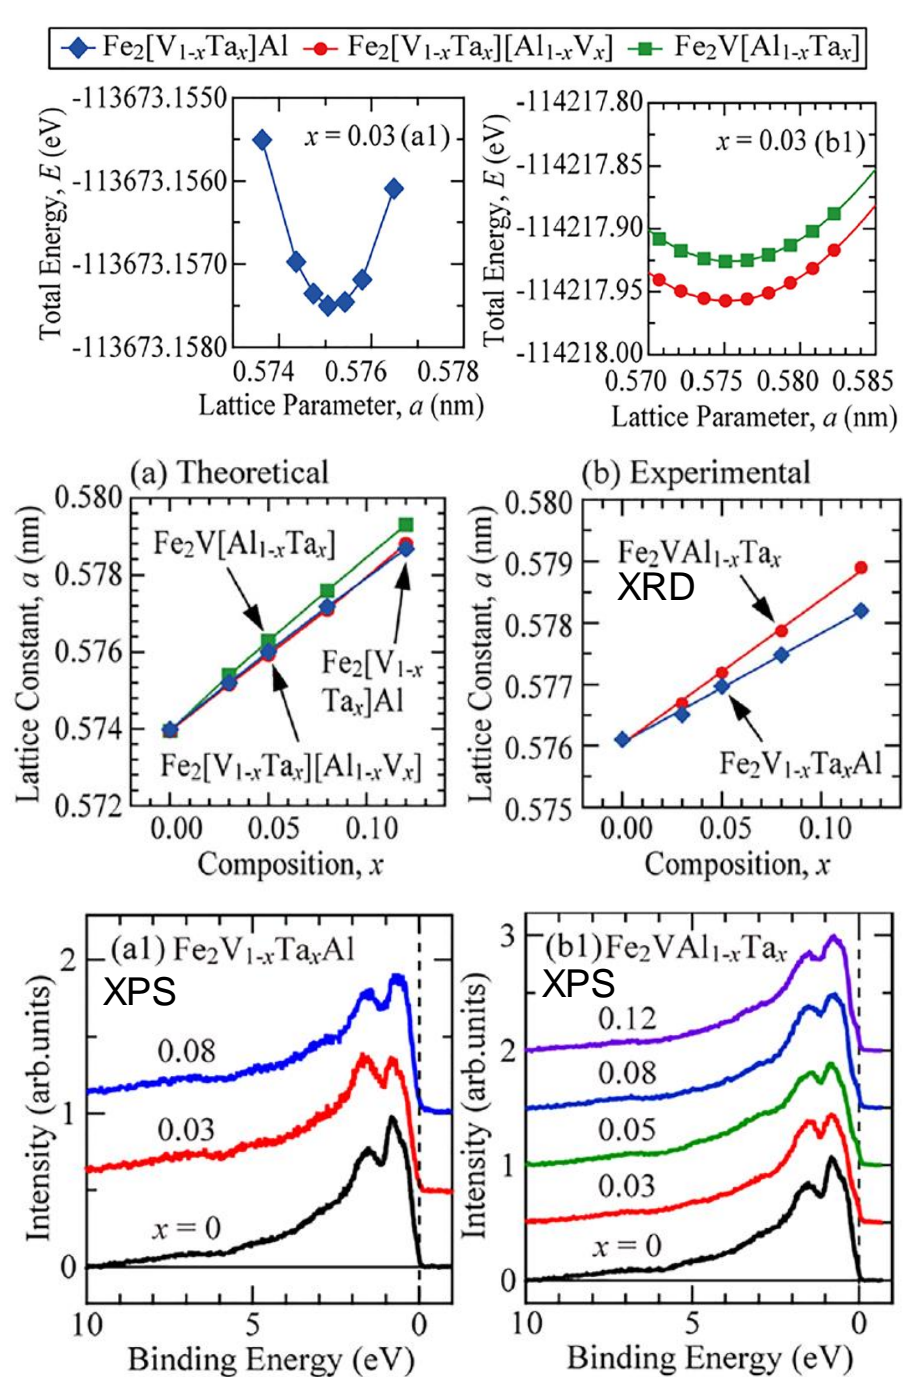 Fe₂[V₁₋ₓTaₓ]Al Fe₂[V₁₋ₓTaₓ][Al₁₋ₓVₓ] Fe₂V[Al₁₋ₓTaₓ]
x = 0.03 (a1)
Total Energy, E (eV)
-113673.1550
-113673.1560
-113673.1570
-113673.1580
0.574 0.576 0.578
Lattice Parameter, a (nm)
x = 0.03 (b1)
Total Energy, E (eV)
-114217.80
-114217.85
-114217.90
-114217.95
-114218.00
0.570 0.575 0.580 0.585
Lattice Parameter, a (nm)
(a) Theoretical
Lattice Constant, a (nm)
0.580
0.578
0.576
0.574
0.572
Fe₂V[Al₁₋ₓTaₓ]
Fe₂[V₁₋ₓ
Taₓ]Al
Fe₂[V₁₋ₓTaₓ][Al₁₋ₓVₓ]
0.00 0.05 0.10
Composition, x
(b) Experimental
Lattice Constant, a (nm)
0.580
0.579
0.578
0.577
0.576
0.575
Fe₂VAl₁₋ₓTaₓ
XRD
Fe₂V₁₋ₓTaₓAl
0.00 0.05 0.10
Composition, x
(a1) Fe₂V₁₋ₓTaₓAl
XPS
Intensity (arb.units)
2
1
0
0.08
0.03
x = 0
10 5 0
Binding Energy (eV)
(b1) Fe₂VAl₁₋ₓTaₓ
XPS
Intensity (arb.units)
3
2
1
0
0.12
0.08
0.05
0.03
x = 0
10 5 0
Binding Energy (eV)